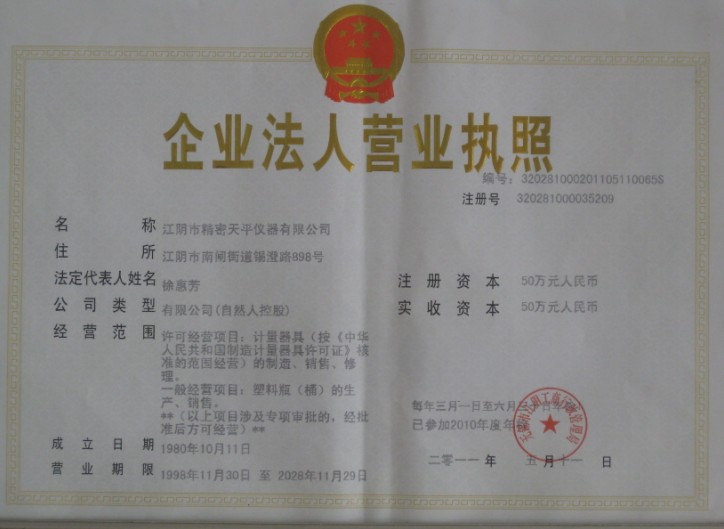 企业法人营业执照
编号: 320281000201105110065S
注册号 320281000035209
名称 江阴市精密天平仪器有限公司
住所 江阴市南闸街道锡澄路898号
法定代表人姓名 徐惠芳
注册资本 50万元人民币
公司类型 有限公司(自然人控股)
实收资本 50万元人民币
经营范围 许可经营项目: 计量器具(按《中华
人民共和国制造计量器具许可证》核
准的范围经营)的制造、销售、修
理。
一般经营项目: 塑料瓶(桶)的生
产、销售。
**(以上项目涉及专项审批的,经批
准后方可经营)**
每年三月一日至六月
已参加2010年度年
成立日期 1980年10月11日
营业期限 1998年11月30日 至 2028年11月29日
二〇一一年 五月十一日